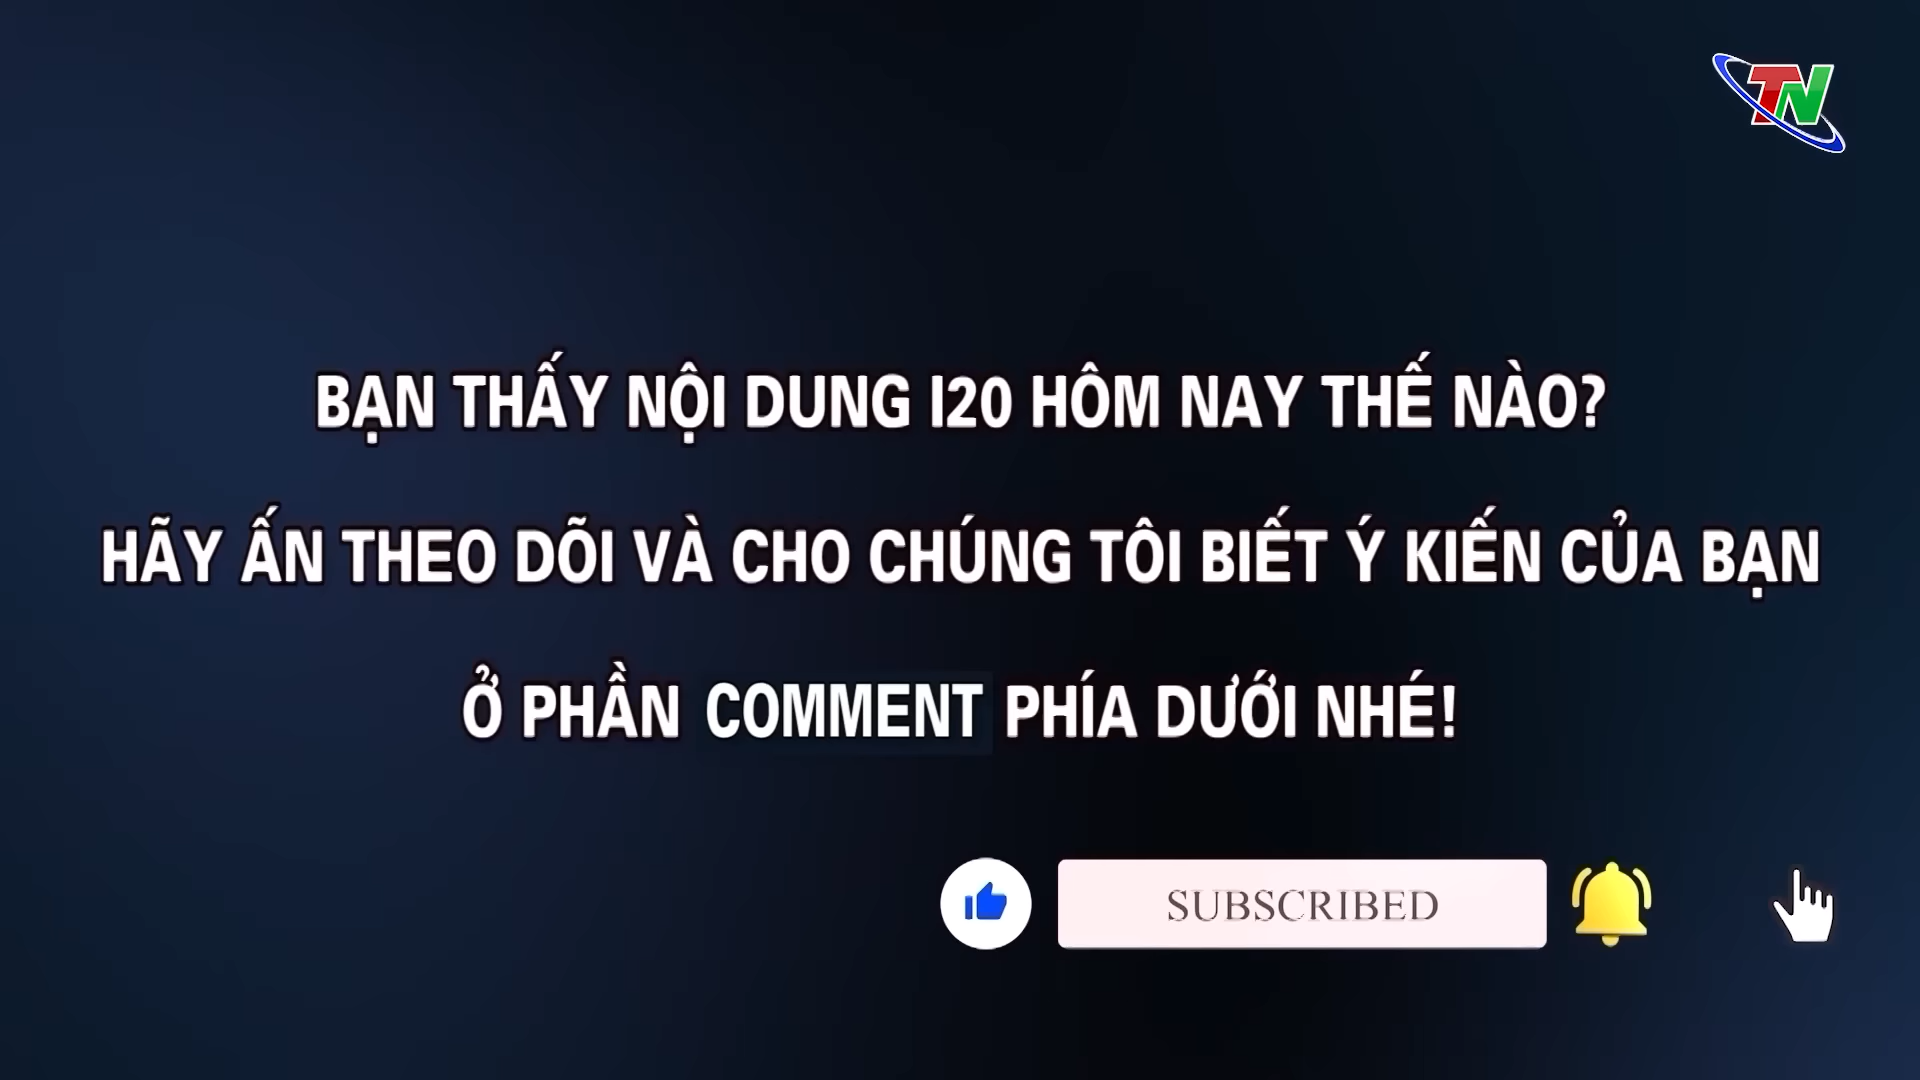 TN
BẠN THẤY NỘI DUNG I20 HÔM NAY THẾ NÀO?
HÃY ẤN THEO DÕI VÀ CHO CHÚNG TÔI BIẾT Ý KIẾN CỦA BẠN
Ở PHẦN COMMENT PHÍA DƯỚI NHÉ!
SUBSCRIBED